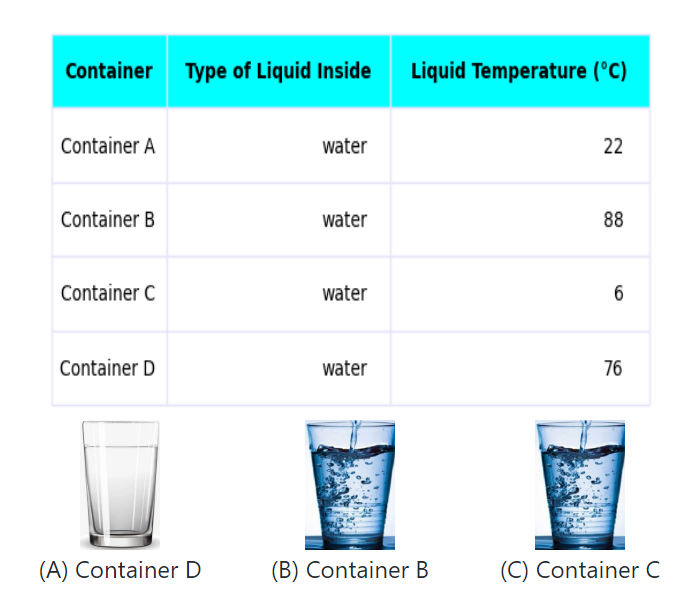 Container Type of Liquid Inside Liquid Temperature (°C)
Container A water 22
Container B water 88
Container C water 6
Container D water 76
(A) Container D (B) Container B (C) Container C